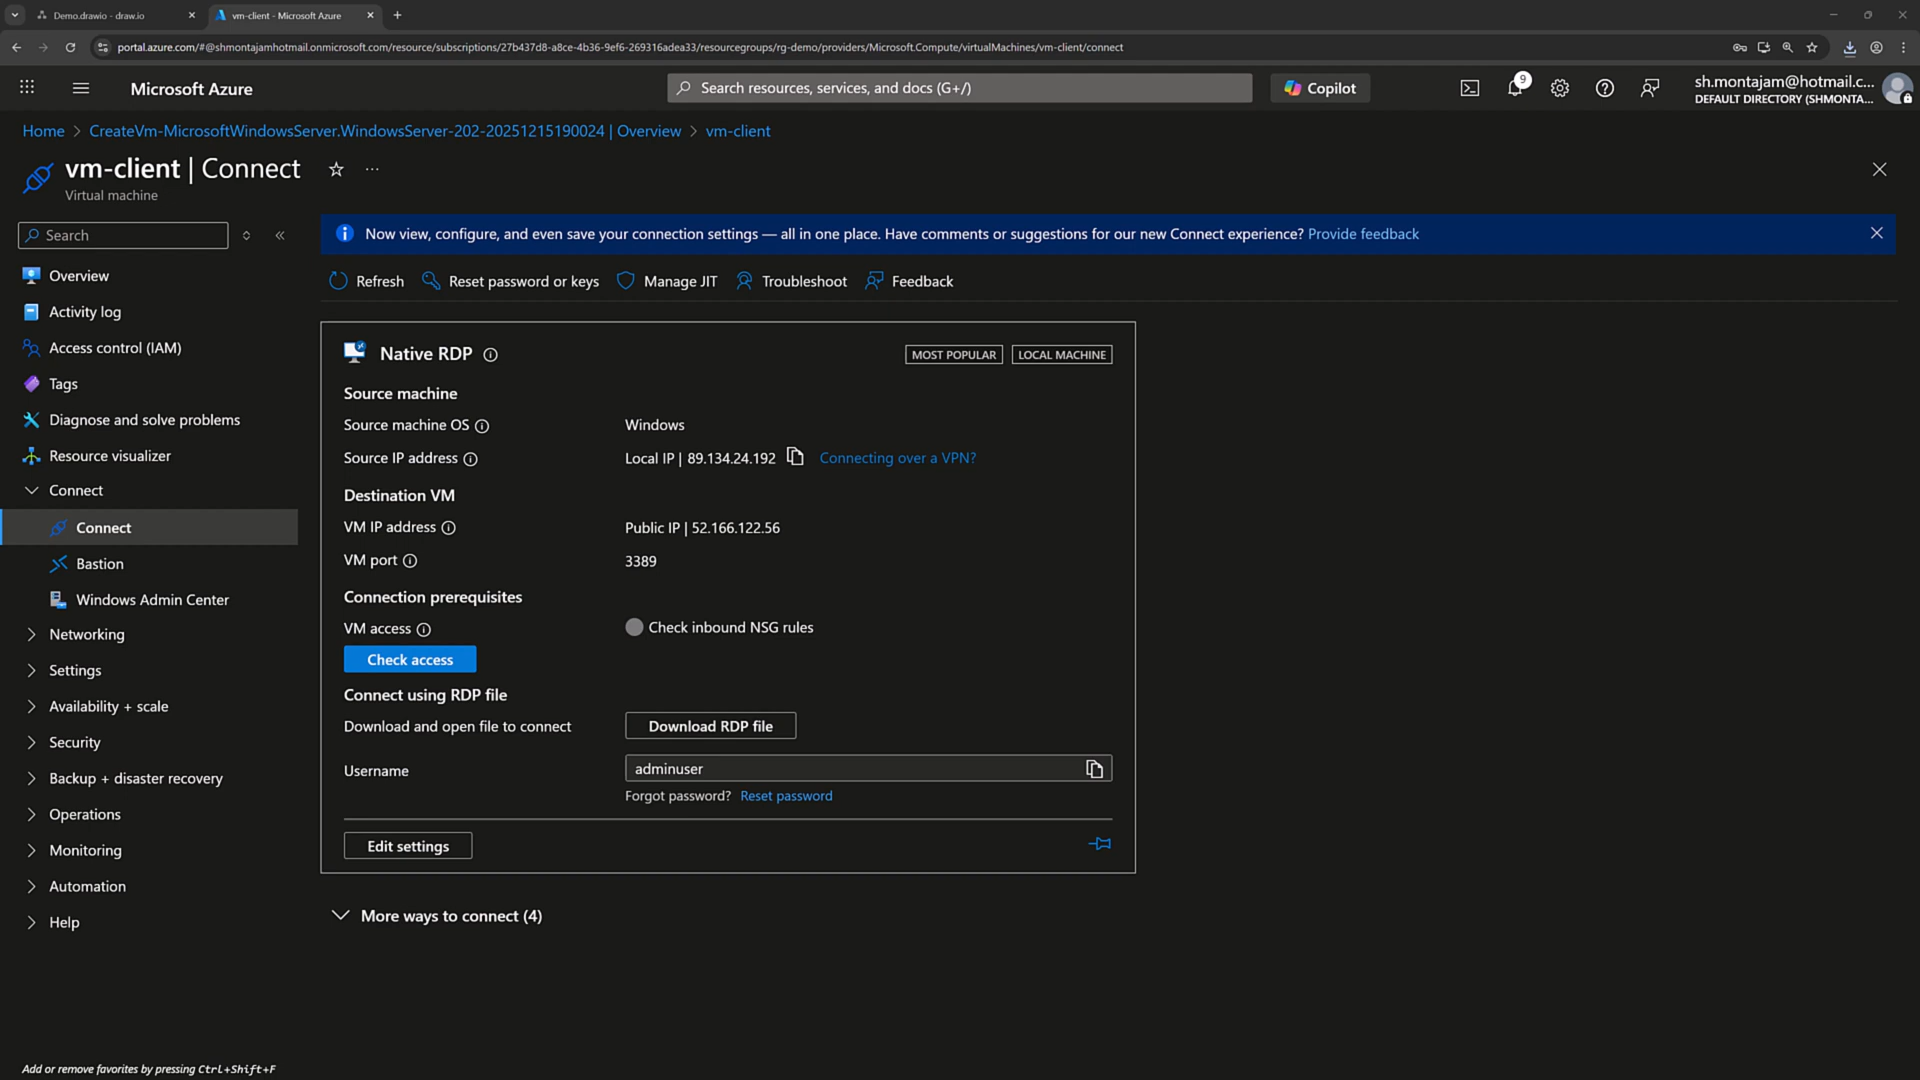 Demo.drawio - draw.io
vm-client - Microsoft Azure
portal.azure.com/#@shmontajamhotmail.onmicrosoft.com/resource/subscriptions/27b437d8-a8ce-4b36-9ef6-269316adea33/resourcegroups/rg-demo/providers/Microsoft.Compute/virtualMachines/vm-client/connect
Microsoft Azure
Search resources, services, and docs (G+/)
Copilot
9
sh.montajam@hotmail.c...
DEFAULT DIRECTORY (SHMONTA...
Home > CreateVm-MicrosoftWindowsServer.WindowsServer-202-20251215190024 | Overview > vm-client
vm-client | Connect
Virtual machine
Search
Now view, configure, and even save your connection settings — all in one place. Have comments or suggestions for our new Connect experience? Provide feedback
Refresh
Reset password or keys
Manage JIT
Troubleshoot
Feedback
Overview
Activity log
Access control (IAM)
Tags
Diagnose and solve problems
Resource visualizer
Connect
Connect
Bastion
Windows Admin Center
Networking
Settings
Availability + scale
Security
Backup + disaster recovery
Operations
Monitoring
Automation
Help
Native RDP
MOST POPULAR
LOCAL MACHINE
Source machine
Source machine OS
Windows
Source IP address
Local IP | 89.134.24.192
Connecting over a VPN?
Destination VM
VM IP address
Public IP | 52.166.122.56
VM port
3389
Connection prerequisites
VM access
Check inbound NSG rules
Check access
Connect using RDP file
Download and open file to connect
Download RDP file
Username
adminuser
Forgot password? Reset password
Edit settings
More ways to connect (4)
Add or remove favorites by pressing Ctrl+Shift+F